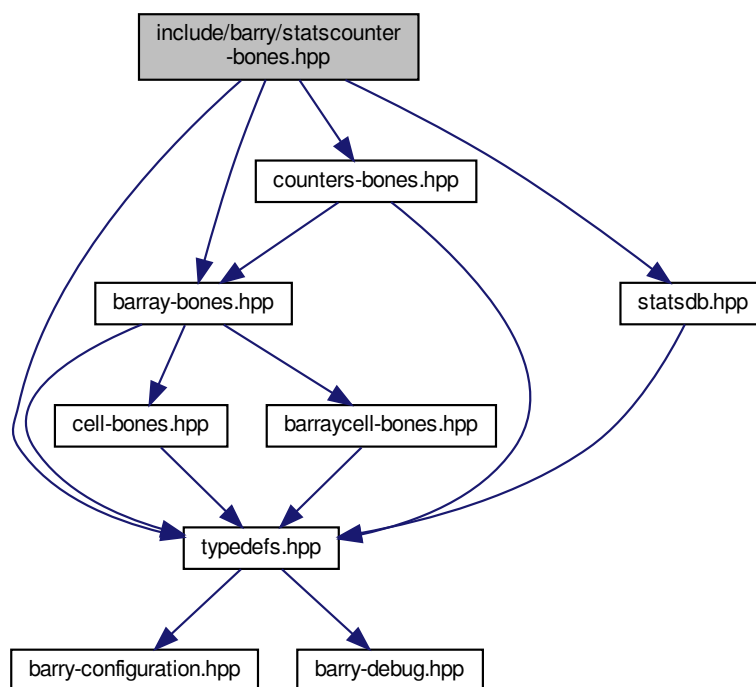 include/barry/statscounter
-bones.hpp
counters-bones.hpp
barray-bones.hpp
statsdb.hpp
cell-bones.hpp
barraycell-bones.hpp
typedefs.hpp
barry-configuration.hpp
barry-debug.hpp